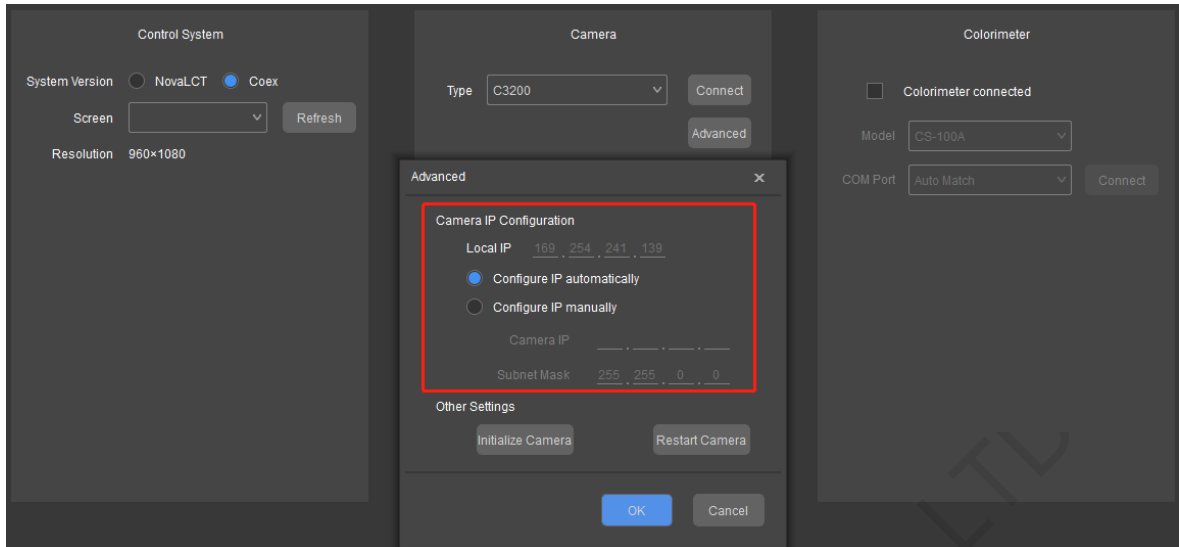 Control System
System Version NovaLCT Coex
Screen Refresh
Resolution 960×1080
Camera
Type C3200 Connect
Advanced
Colorimeter
Colorimeter connected
Model CS-100A
COM Port Auto Match Connect
Advanced ×
Camera IP Configuration
Local IP 169 . 254 . 241 . 139
Configure IP automatically
Configure IP manually
Camera IP . . .
Subnet Mask 255 . 255 . 0 . 0
Other Settings
Initialize Camera Restart Camera
OK Cancel
LTD